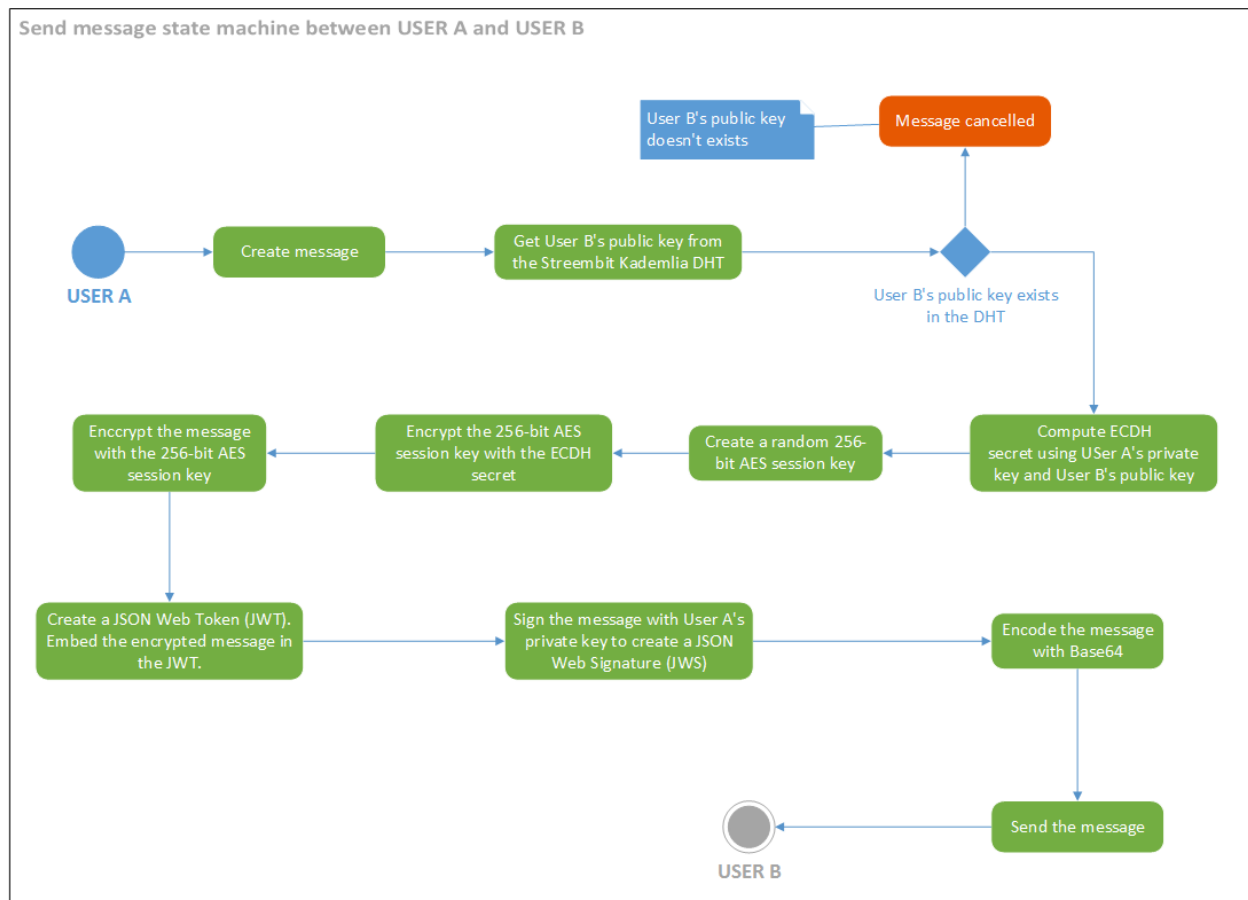 Send message state machine between USER A and USER B
User B's public key
doesn't exists
Message cancelled
Create message
Get User B's public key from
the Streembit Kademlia DHT
USER A
User B's public key exists
in the DHT
Enccrypt the message
with the 256-bit AES
session key
Encrypt the 256-bit AES
session key with the ECDH
secret
Create a random 256-
bit AES session key
Compute ECDH
secret using USer A's private
key and User B's public key
Create a JSON Web Token (JWT).
Embed the encrypted message in
the JWT.
Sign the message with User A's
private key to create a JSON
Web Signature (JWS)
Encode the message
with Base64
Send the message
USER B